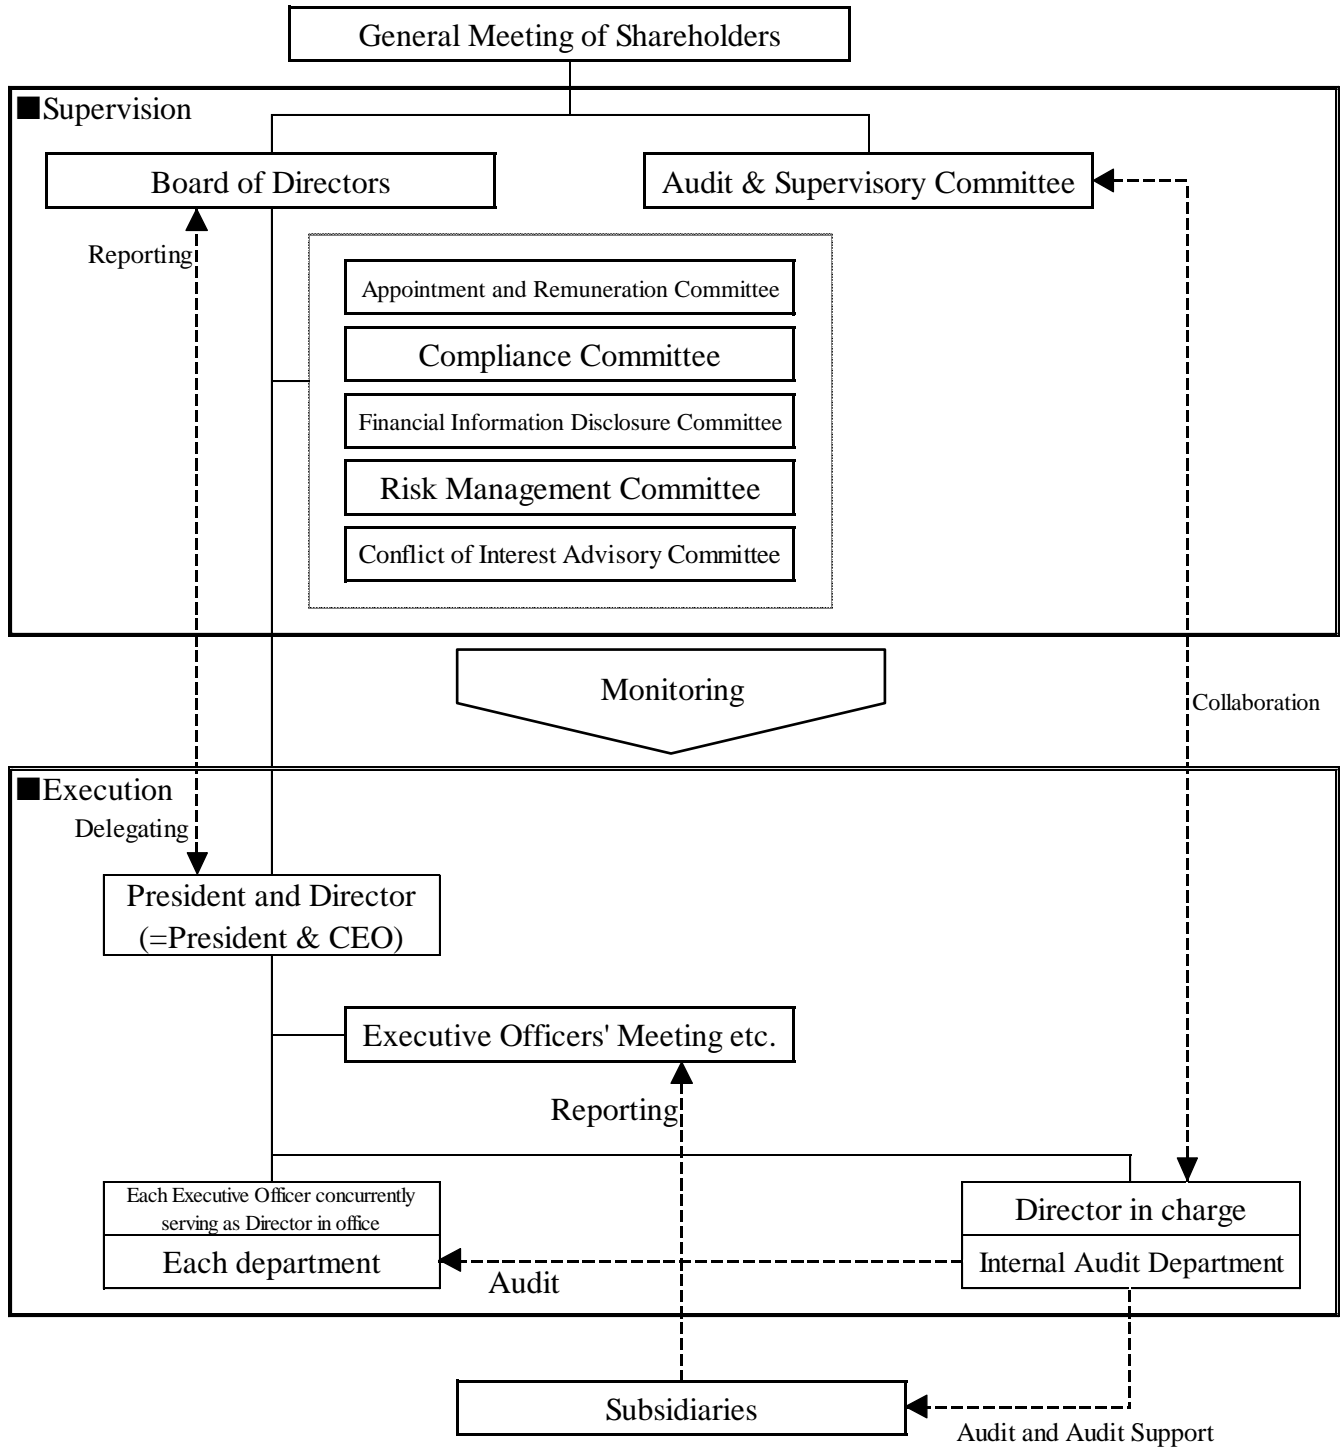 General Meeting of Shareholders
■Supervision
Board of Directors
Audit & Supervisory Committee
Reporting
Appointment and Remuneration Committee
Compliance Committee
Financial Information Disclosure Committee
Risk Management Committee
Conflict of Interest Advisory Committee
Monitoring
Collaboration
■Execution
Delegating
President and Director
(=President & CEO)
Executive Officers' Meeting etc.
Reporting
Each Executive Officer concurrently
serving as Director in office
Each department
Director in charge
Internal Audit Department
Audit
Subsidiaries
Audit and Audit Support